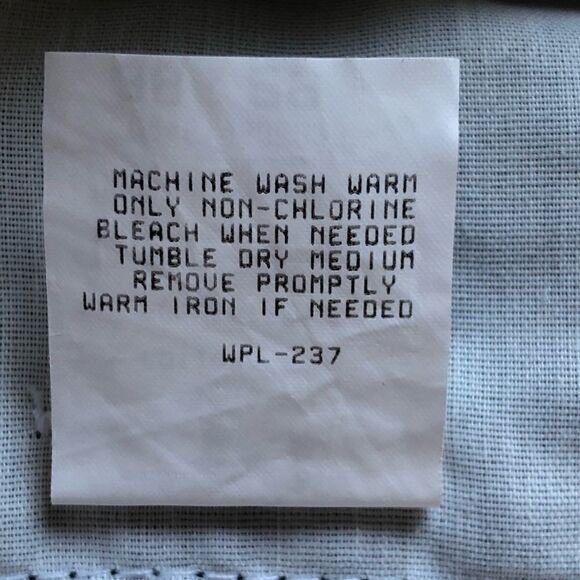 MACHINE WASH WARM
ONLY NON-CHLORINE
BLEACH WHEN NEEDED
TUMBLE DRY MEDIUM
REMOVE PROMPTLY
WARM IRON IF NEEDED
WPL-237